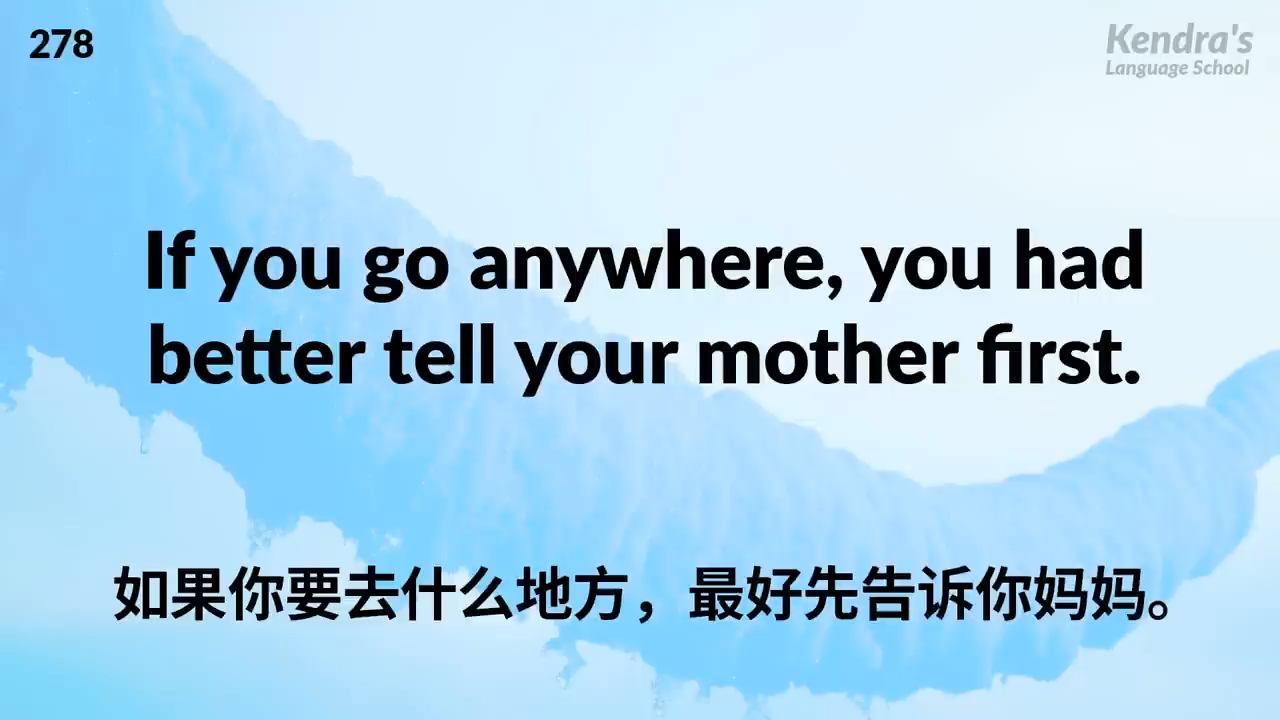 278
Kendra's
Language School
If you go anywhere, you had
better tell your mother first.
如果你要去什么地方，最好先告诉你妈妈。